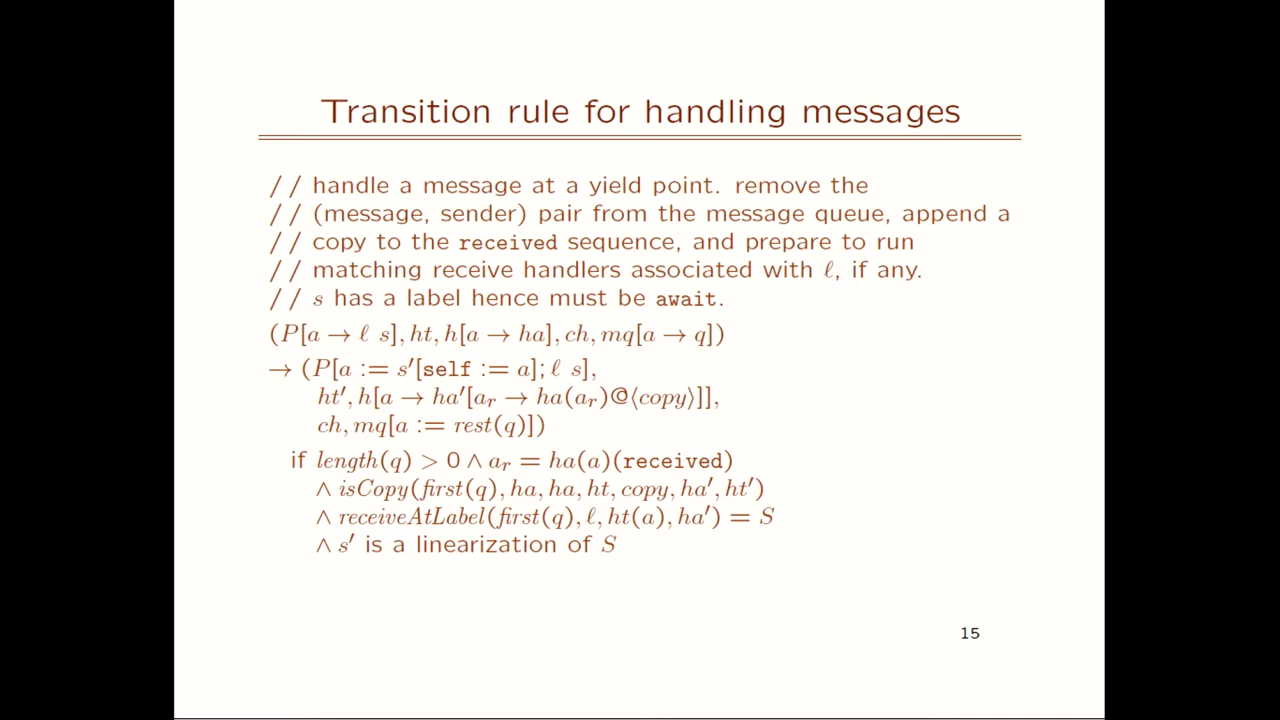 Transition rule for handling messages
// handle a message at a yield point. remove the
// (message, sender) pair from the message queue, append a
// copy to the received sequence, and prepare to run
// matching receive handlers associated with ℓ, if any.
// s has a label hence must be await.
(P[a → ℓ s], ht, h[a → ha], ch, mq[a → q])
→ (P[a := s′[self := a]; ℓ s],
ht′, h[a → ha′[aᵣ → ha(aᵣ)@⟨copy⟩]],
ch, mq[a := rest(q)])
if length(q) > 0 ∧ aᵣ = ha(a)(received)
∧ isCopy(first(q), ha, ha, ht, copy, ha′, ht′)
∧ receiveAtLabel(first(q), ℓ, ht(a), ha′) = S
∧ s′ is a linearization of S
15